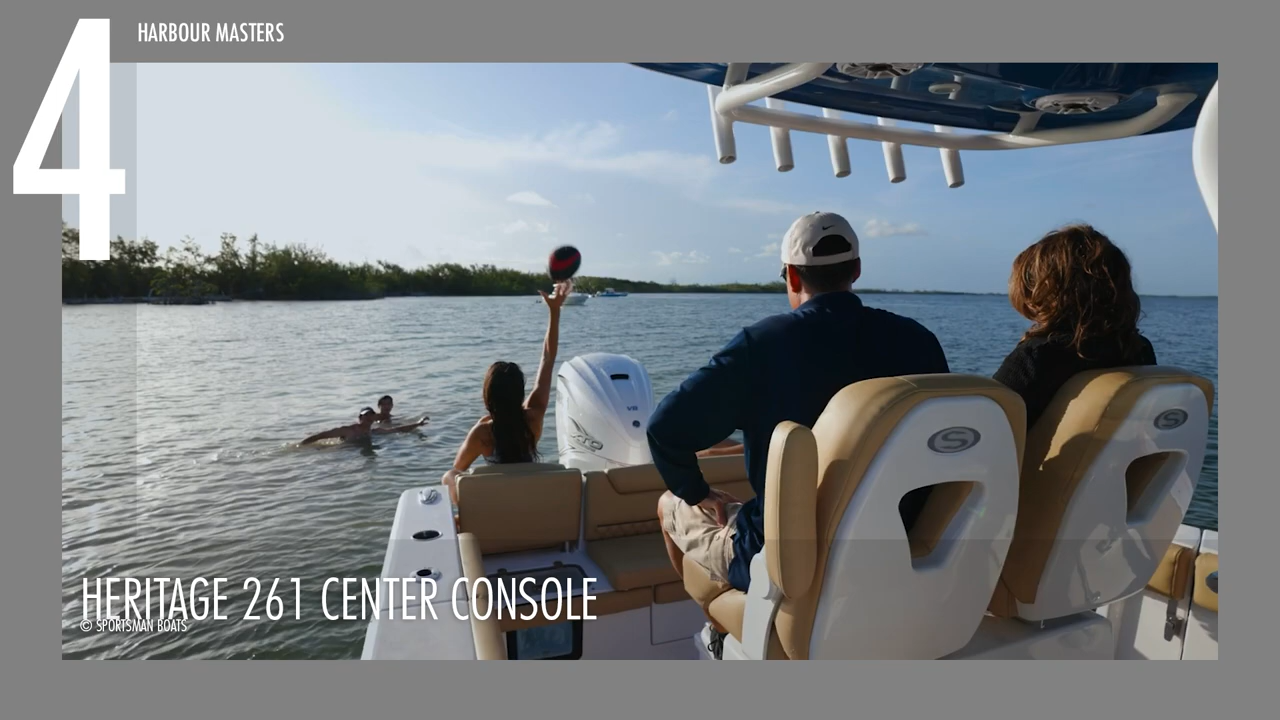 4
HARBOUR MASTERS
S
S
HERITAGE 261 CENTER CONSOLE
© SPORTSMAN BOATS